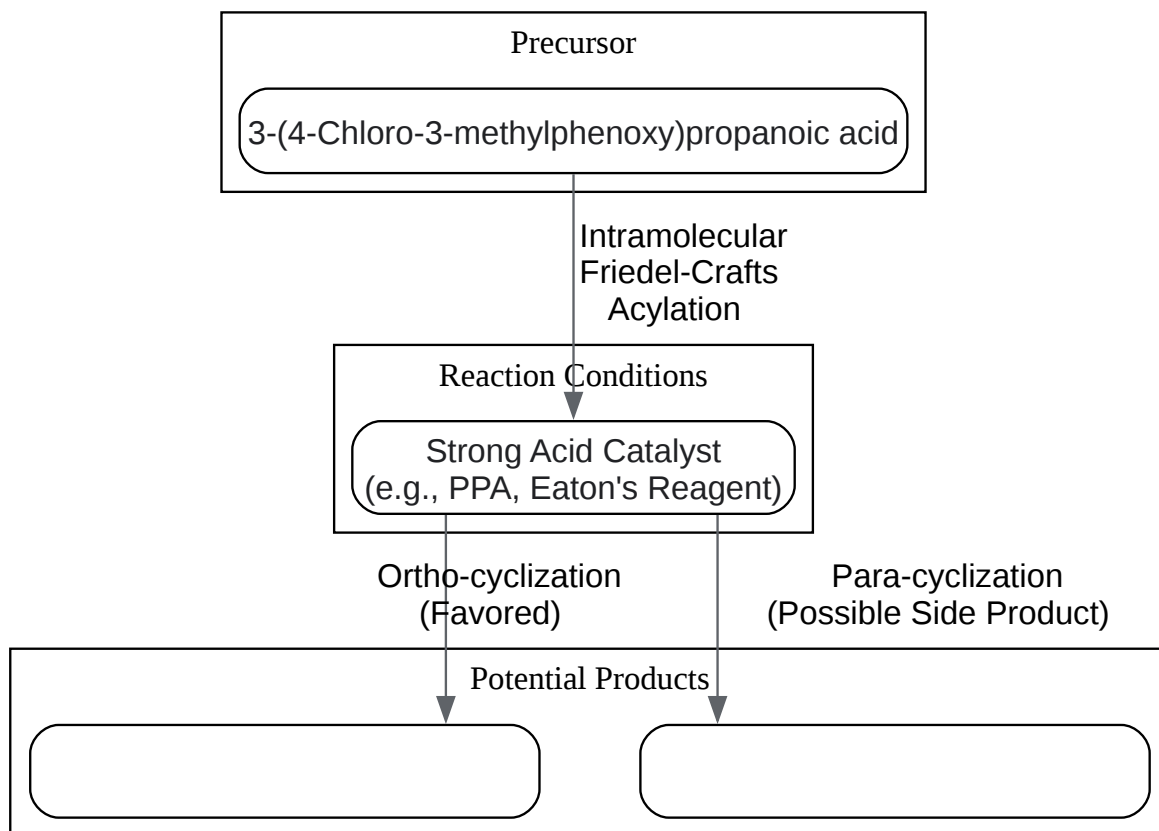 Precursor
3-(4-Chloro-3-methylphenoxy)propanoic acid
Intramolecular
Friedel-Crafts
Acylation
Reaction Conditions
Strong Acid Catalyst
(e.g., PPA, Eaton's Reagent)
Ortho-cyclization
(Favored)
Para-cyclization
(Possible Side Product)
Potential Products